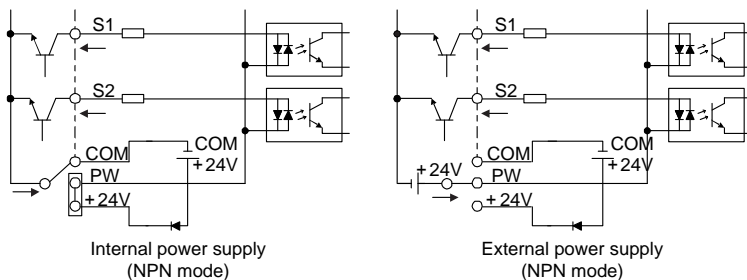 S1
S2
COM
COM
+24V
PW
+24V
Internal power supply
(NPN mode)
S1
S2
COM
COM
+24V
+24V
PW
+24V
External power supply
(NPN mode)